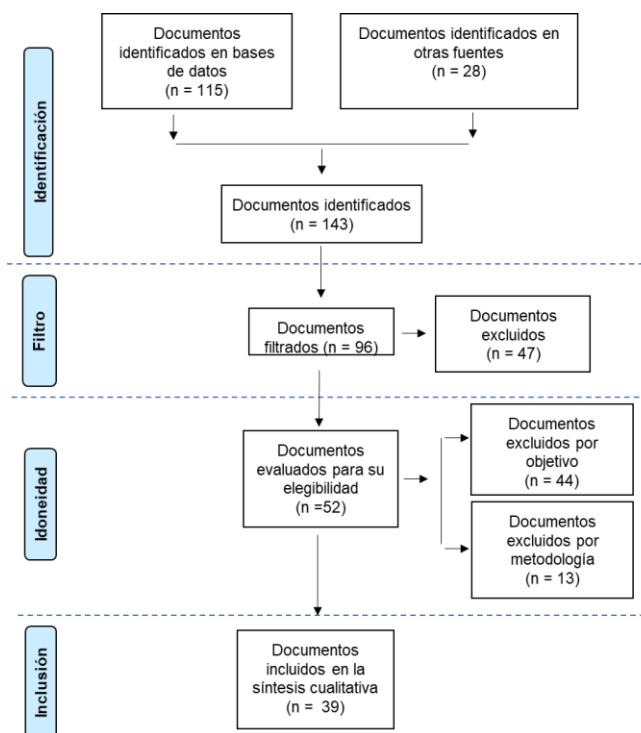 Documentos
identificados en bases
de datos
(n = 115)
Documentos identificados en
otras fuentes
(n = 28)
Identificación
Documentos identificados
(n = 143)
Filtro
Documentos
filtrados (n = 96)
Documentos
excluidos
(n = 47)
Idoneidad
Documentos
evaluados para su
elegibilidad
(n =52)
Documentos
excluidos por
objetivo
(n = 44)
Documentos
excluidos por
metodología
(n = 13)
Inclusión
Documentos
incluidos en la
síntesis cualitativa
(n = 39)